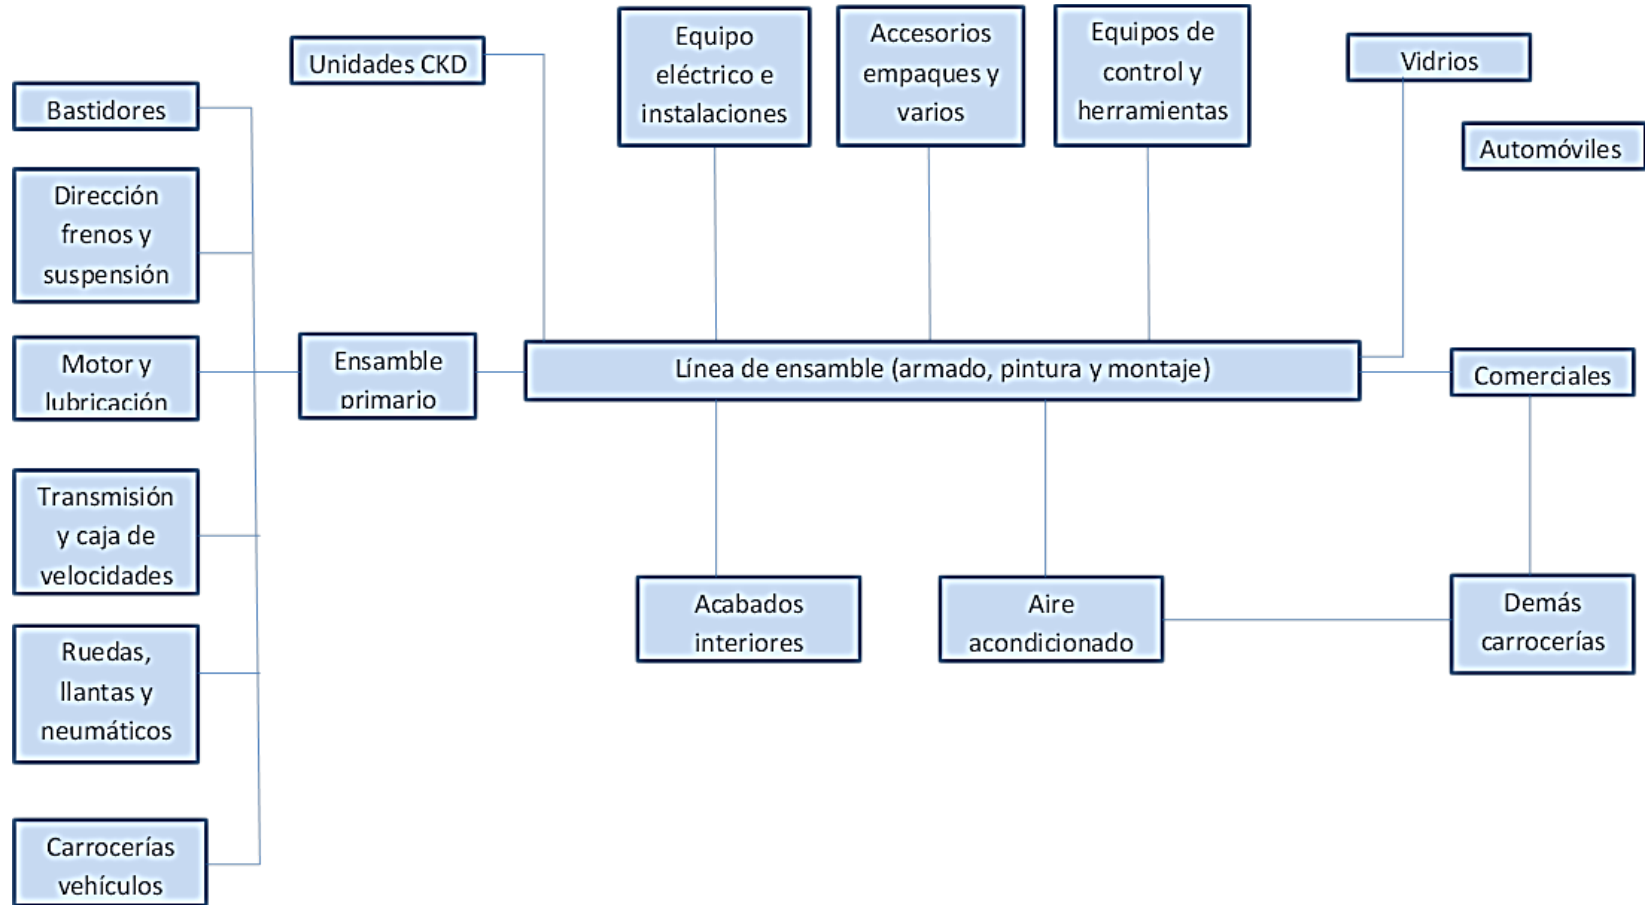 Unidades CKD
Equipo
eléctrico e
instalaciones
Accesorios
empaques y
varios
Equipos de
control y
herramientas
Vidrios
Automóviles
Bastidores
Dirección
frenos y
suspensión
Motor y
lubricación
Ensamble
primario
Línea de ensamble (armado, pintura y montaje)
Comerciales
Transmisión
y caja de
velocidades
Ruedas,
llantas y
neumáticos
Carrocerías
vehículos
Acabados
interiores
Aire
acondicionado
Demás
carrocerías